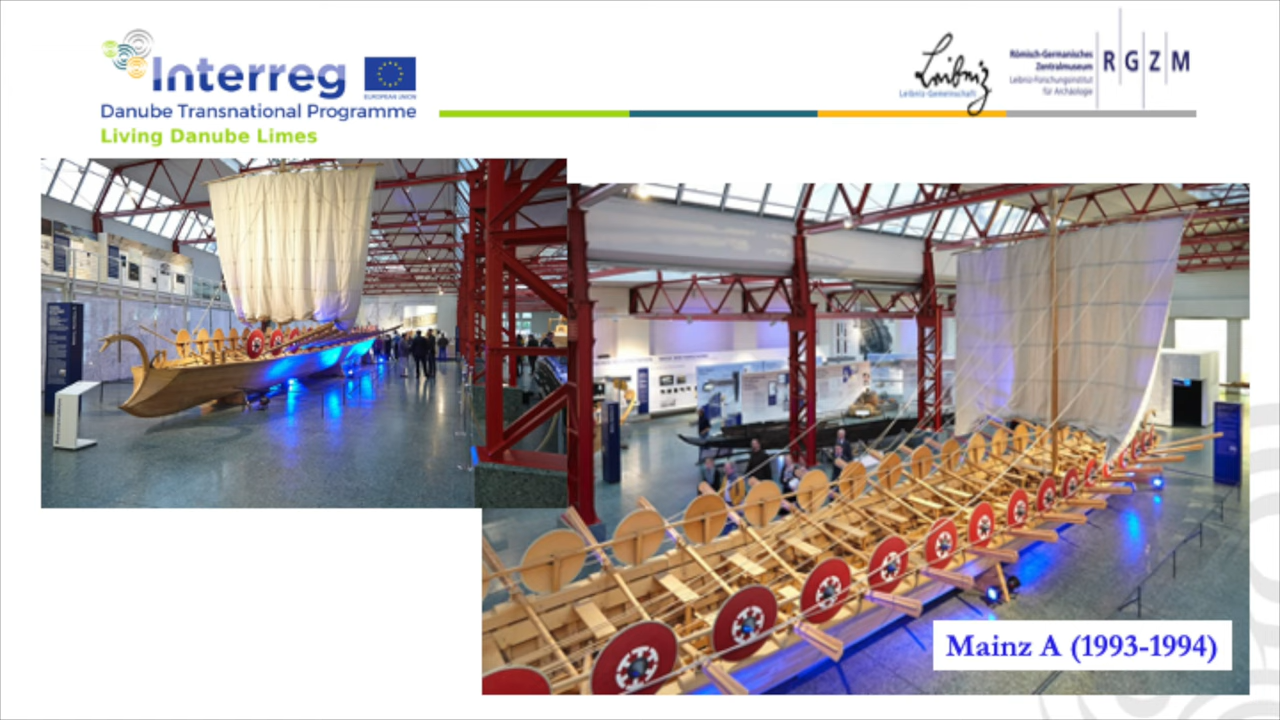 Interreg
EUROPEAN UNION
Danube Transnational Programme
Living Danube Limes
Leibniz
Leibniz-Gemeinschaft
Römisch-Germanisches
Zentralmuseum
Leibniz-Forschungsinstitut
für Archäologie
R G Z M
Mainz A (1993-1994)